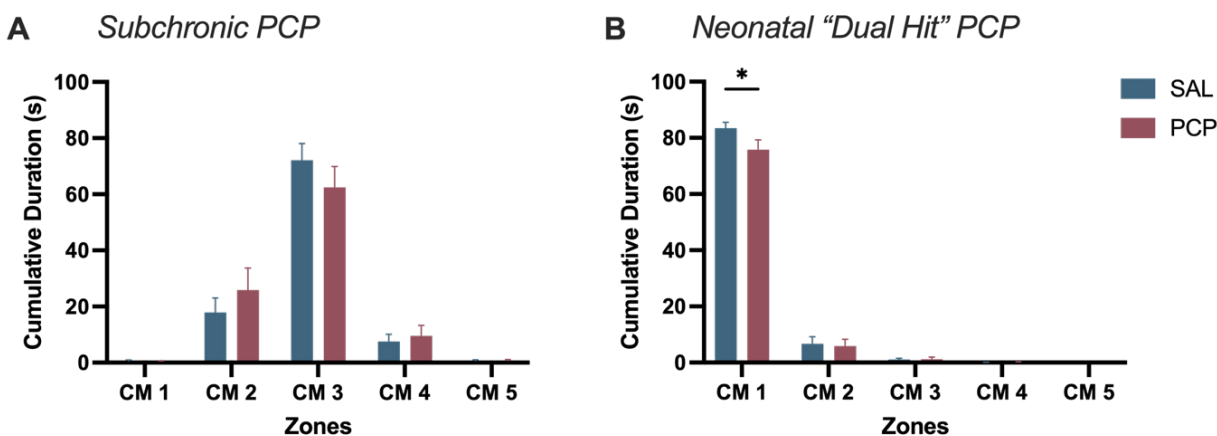 A Subchronic PCP
100
80
60
40
20
0
Cumulative Duration (s)
CM 1 CM 2 CM 3 CM 4 CM 5
Zones
B Neonatal “Dual Hit” PCP
100
80
60
40
20
0
Cumulative Duration (s)
*
CM 1 CM 2 CM 3 CM 4 CM 5
Zones
SAL
PCP